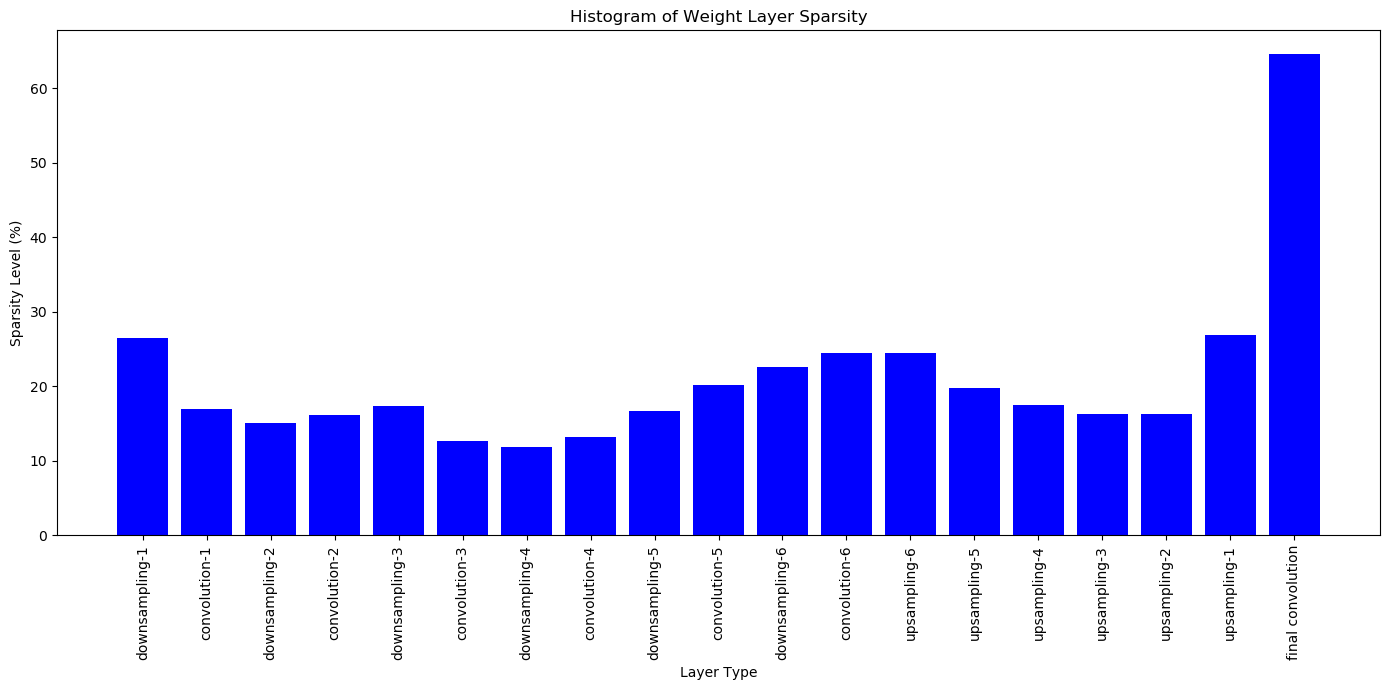 Histogram of Weight Layer Sparsity
Sparsity Level (%)
60
50
40
30
20
10
0
downsampling-1
convolution-1
downsampling-2
convolution-2
downsampling-3
convolution-3
downsampling-4
convolution-4
downsampling-5
convolution-5
downsampling-6
convolution-6
upsampling-6
upsampling-5
upsampling-4
upsampling-3
upsampling-2
upsampling-1
final convolution
Layer Type